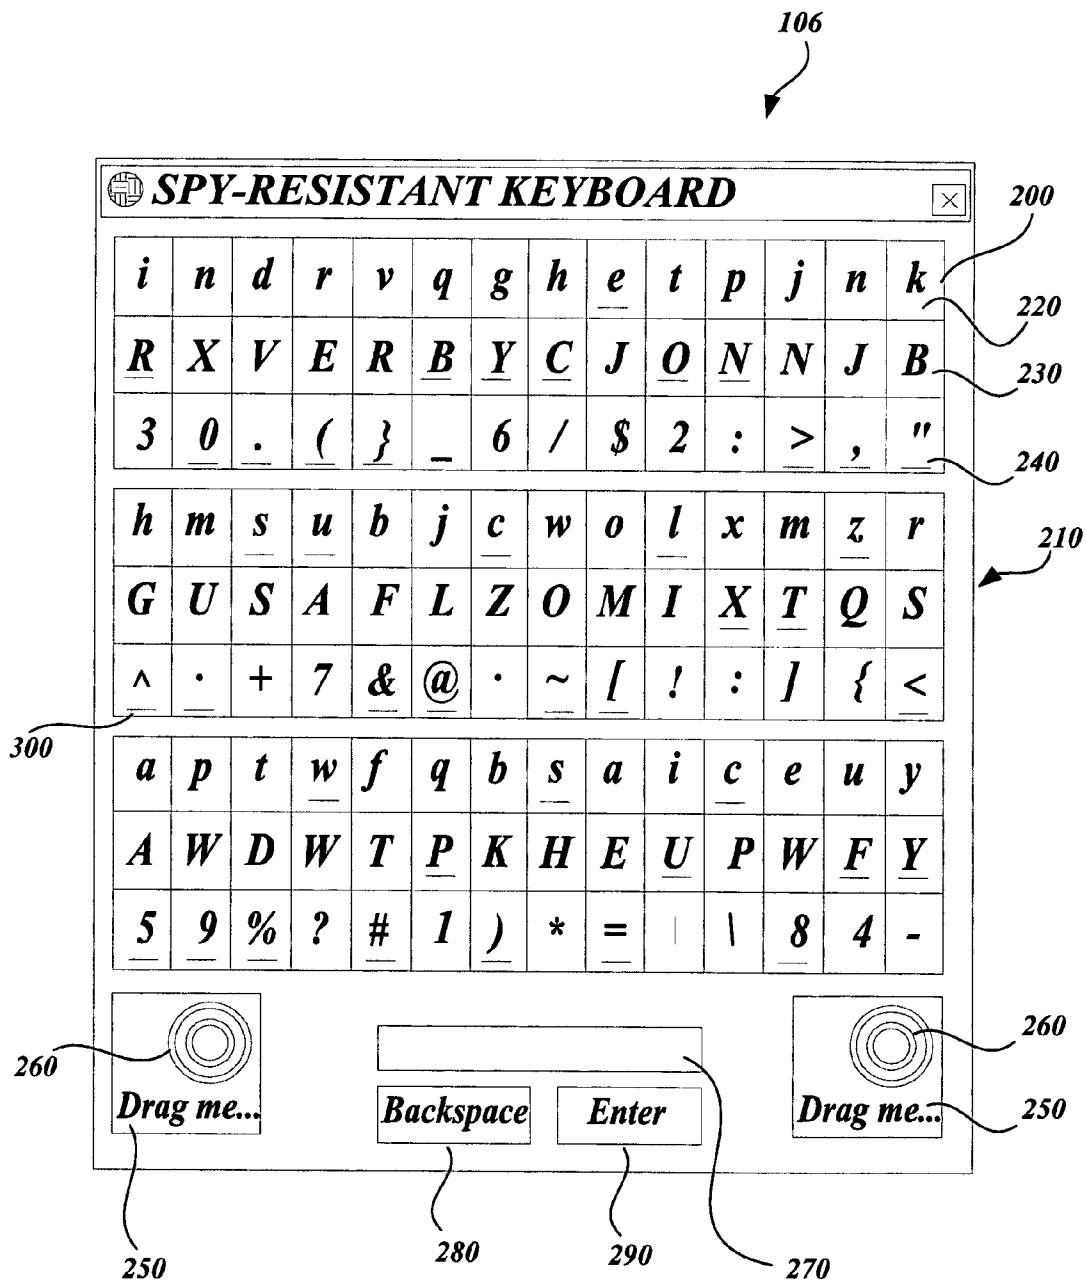 106
SPY-RESISTANT KEYBOARD
200
i n d r v q g h e t p j n k
220
R X V E R B Y C J O N N J B
230
3 0 . ( } _ 6 / $ 2 : > , "
240
h m s u b j c w o l x m z r
210
G U S A F L Z O M I X T Q S
^ · + 7 & @ · ~ [ ! : ] { <
300
a p t w f q b s a i c e u y
A W D W T P K H E U P W F Y
5 9 % ? # 1 ) * = | \ 8 4 -
260
260
Drag me...
Backspace
Enter
Drag me...
250
250
280
290
270